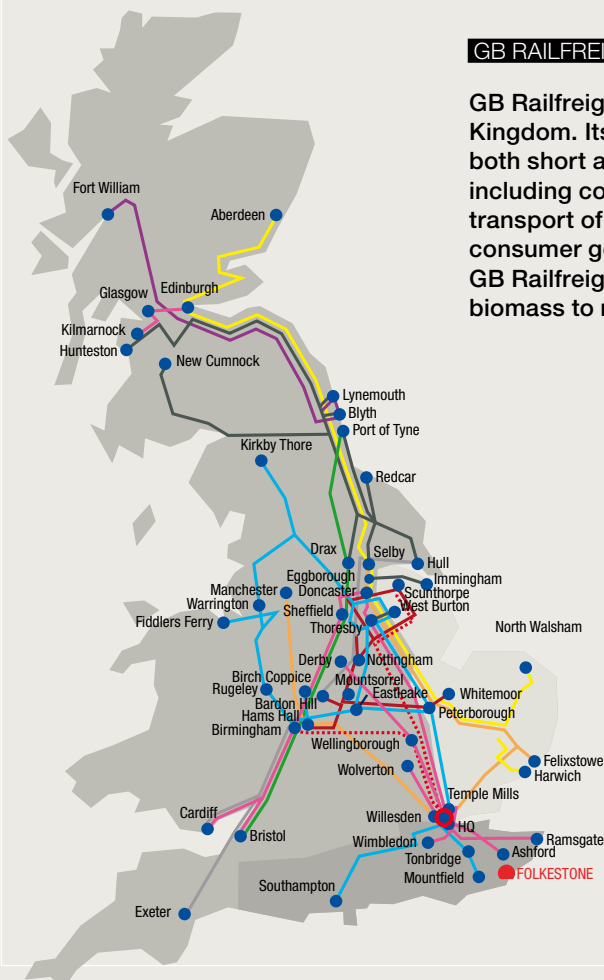 GB RAILFREI
GB Railfreig
Kingdom. Its
both short a
including co
transport of
consumer go
GB Railfreig
biomass to r
Fort William
Aberdeen
Glasgow
Edinburgh
Kilmarnock
Hunteston
New Cumnock
Lynemouth
Blyth
Port of Tyne
Kirkby Thore
Redcar
Drax
Selby
Hull
Eggborough
Immingham
Doncaster
Scunthorpe
Manchester
Warrington
Sheffield
West Burton
Fiddlers Ferry
Thoresby
North Walsham
Derby
Nottingham
Birch Coppice
Mountsorrel
Rugeley
Eastleake
Whitemoor
Bardon Hill
Peterborough
Hams Hall
Birmingham
Wellingborough
Felixstowe
Wolverton
Harwich
Temple Mills
Cardiff
Willesden
HQ
Bristol
Wimbledon
Ramsgate
Tonbridge
Ashford
Mountfield
FOLKESTONE
Southampton
Exeter